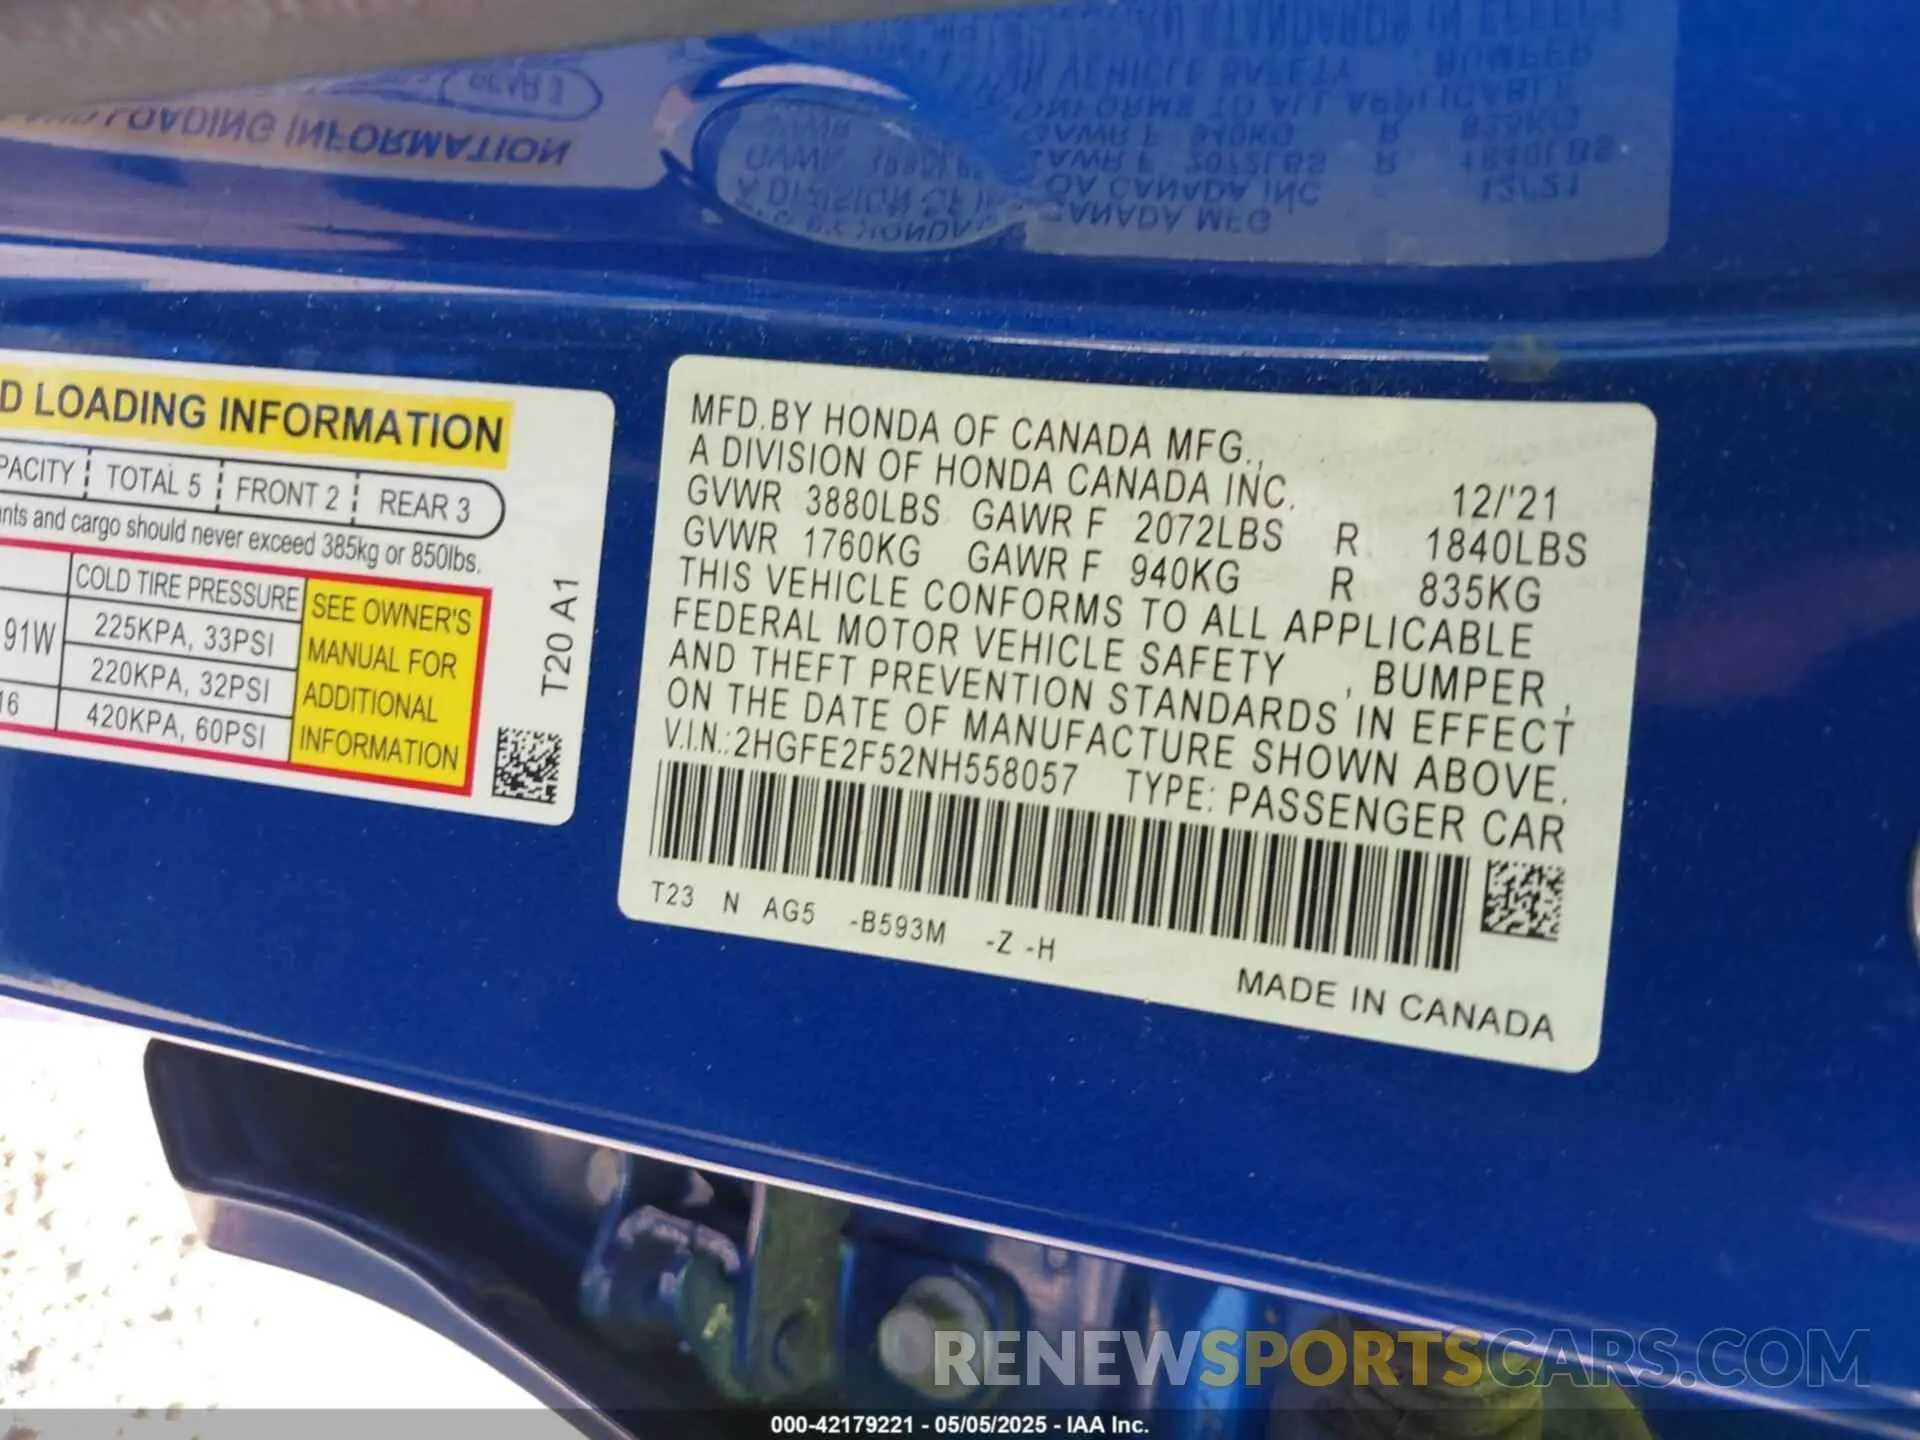 D LOADING INFORMATION
PACITY TOTAL 5 FRONT 2 REAR 3
nts and cargo should never exceed 385kg or 850lbs.
COLD TIRE PRESSURE
91W 225KPA, 33PSI
220KPA, 32PSI
16 420KPA, 60PSI
SEE OWNER'S
MANUAL FOR
ADDITIONAL
INFORMATION
T20 A1
MFD.BY HONDA OF CANADA MFG.,
A DIVISION OF HONDA CANADA INC. 12/'21
GVWR 3880LBS GAWR F 2072LBS R 1840LBS
GVWR 1760KG GAWR F 940KG R 835KG
THIS VEHICLE CONFORMS TO ALL APPLICABLE
FEDERAL MOTOR VEHICLE SAFETY , BUMPER ,
AND THEFT PREVENTION STANDARDS IN EFFECT
ON THE DATE OF MANUFACTURE SHOWN ABOVE.
V.I.N.:2HGFE2F52NH558057 TYPE: PASSENGER CAR
T23 N AG5 -B593M -Z -H
MADE IN CANADA
RENEWSPORTSCARS.COM
000-42179221 - 05/05/2025 - IAA Inc.